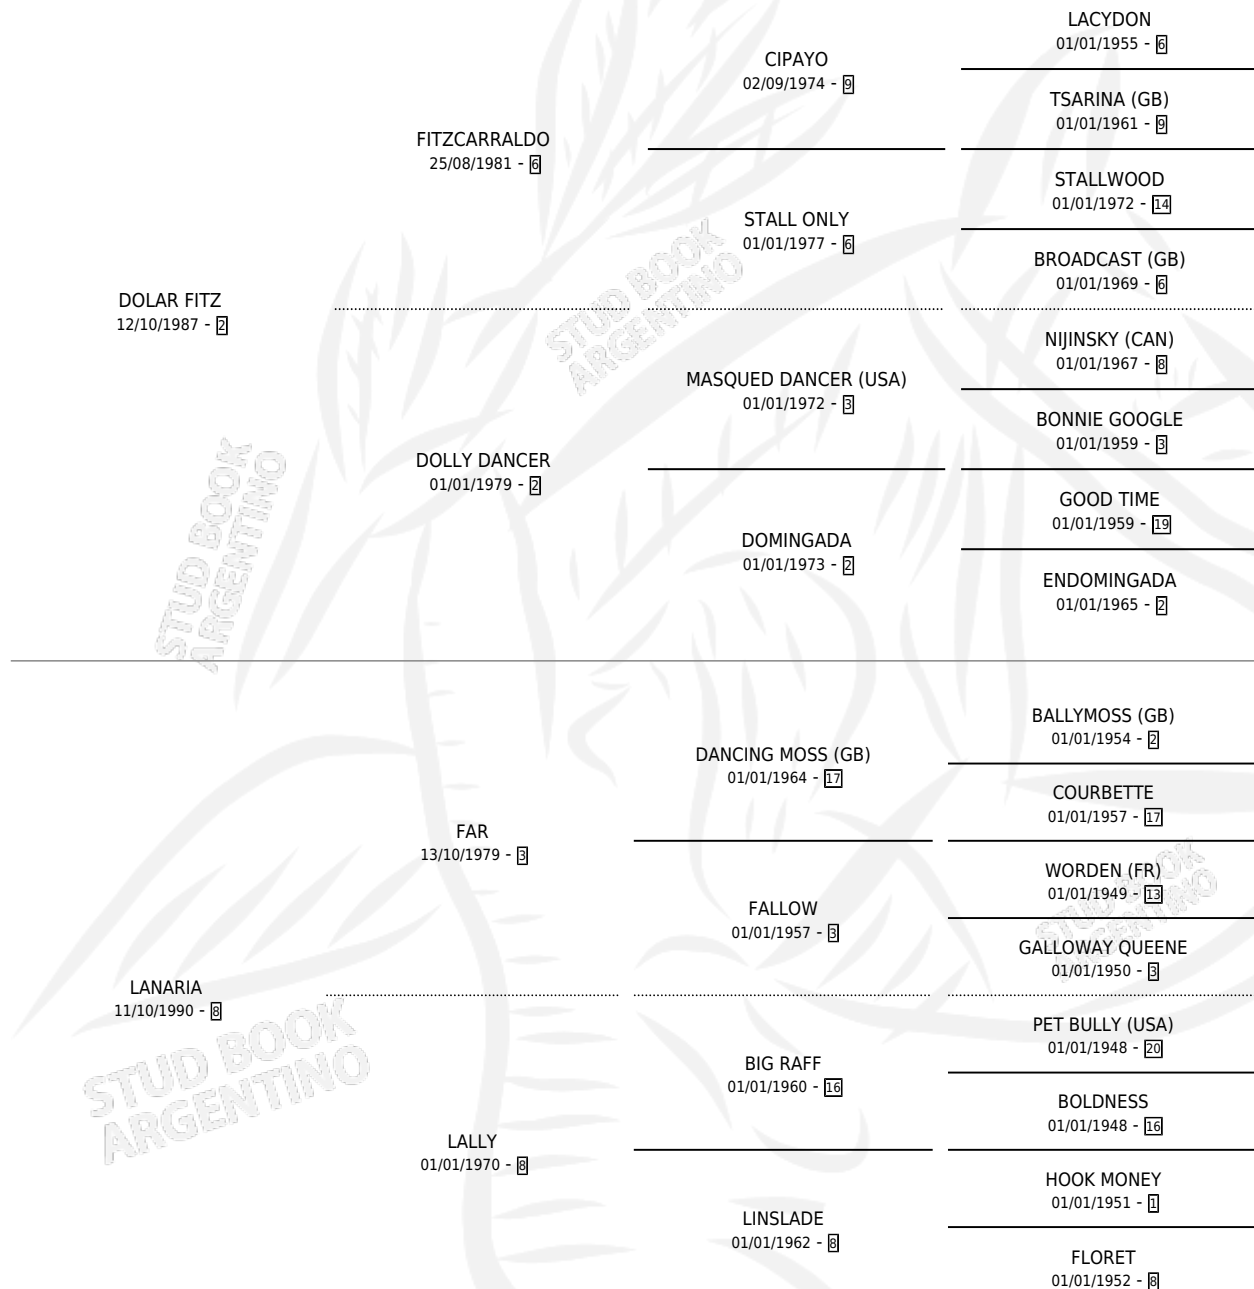 LACYDON
01/01/1955 - 6
CIPAYO
02/09/1974 - 9
TSARINA (GB)
01/01/1961 - 9
FITZCARRALDO
25/08/1981 - 6
STALLWOOD
01/01/1972 - 14
STALL ONLY
01/01/1977 - 6
BROADCAST (GB)
01/01/1969 - 6
DOLAR FITZ
12/10/1987 - 2
STUD BOOK
ARGENTINO
NIJINSKY (CAN)
01/01/1967 - 8
MASQUED DANCER (USA)
01/01/1972 - 3
BONNIE GOOGLE
01/01/1959 - 3
DOLLY DANCER
01/01/1979 - 2
GOOD TIME
01/01/1959 - 19
DOMINGADA
01/01/1973 - 2
ENDOMINGADA
01/01/1965 - 2
STUD BOOK
ARGENTINO
BALLYMOSS (GB)
01/01/1954 - 2
DANCING MOSS (GB)
01/01/1964 - 17
COURBETTE
01/01/1957 - 17
FAR
13/10/1979 - 3
WORDEN (FR)
01/01/1949 - 13
FALLOW
01/01/1957 - 3
GALLOWAY QUEENE
01/01/1950 - 3
STUD BOOK
ARGENTINO
LANARIA
11/10/1990 - 8
PET BULLY (USA)
01/01/1948 - 20
BIG RAFF
01/01/1960 - 16
BOLDNESS
01/01/1948 - 16
STUD BOOK
ARGENTINO
LALLY
01/01/1970 - 8
HOOK MONEY
01/01/1951 - 1
LINSLADE
01/01/1962 - 8
FLORET
01/01/1952 - 8